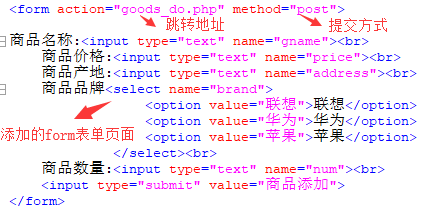 <form action="goods_do.php" method="post">
跳转地址
提交方式
商品名称:<input type="text" name="gname"><br>
商品价格:<input type="text" name="price"><br>
商品产地:<input type="text" name="address"><br>
商品品牌<select name="brand">
<option value="联想">联想</option>
<option value="华为">华为</option>
添加的form表单页面
<option value="苹果">苹果</option>
</select><br>
商品数量:<input type="text" name="num"><br>
<input type="submit" value="商品添加">
</form>